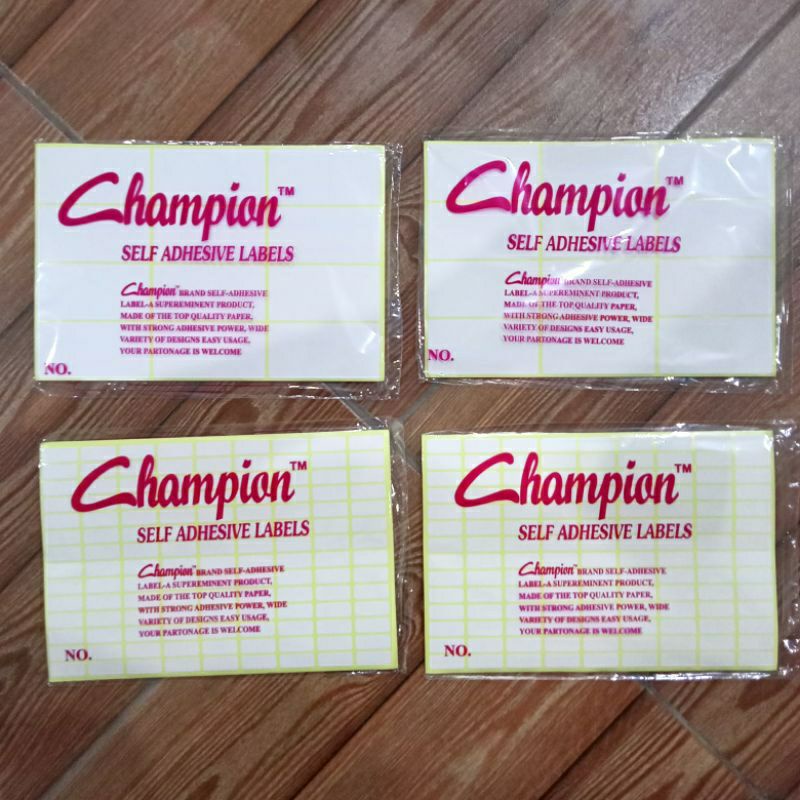 Champion™
SELF ADHESIVE LABELS
Champion™ BRAND SELF-ADHESIVE
LABEL-A SUPEREMINENT PRODUCT,
MADE OF THE TOP QUALITY PAPER,
WITH STRONG ADHESIVE POWER, WIDE
VARIETY OF DESIGNS EASY USAGE,
YOUR PARTONAGE IS WELCOME
NO.
Champion™
SELF ADHESIVE LABELS
Champion™ BRAND SELF-ADHESIVE
LABEL-A SUPEREMINENT PRODUCT,
MADE OF THE TOP QUALITY PAPER,
WITH STRONG ADHESIVE POWER, WIDE
VARIETY OF DESIGNS EASY USAGE,
YOUR PARTONAGE IS WELCOME
NO.
Champion™
SELF ADHESIVE LABELS
Champion™ BRAND SELF-ADHESIVE
LABEL-A SUPEREMINENT PRODUCT,
MADE OF THE TOP QUALITY PAPER,
WITH STRONG ADHESIVE POWER, WIDE
VARIETY OF DESIGNS EASY USAGE,
YOUR PARTONAGE IS WELCOME
NO.
Champion™
SELF ADHESIVE LABELS
Champion™ BRAND SELF-ADHESIVE
LABEL-A SUPEREMINENT PRODUCT,
MADE OF THE TOP QUALITY PAPER,
WITH STRONG ADHESIVE POWER, WIDE
VARIETY OF DESIGNS EASY USAGE,
YOUR PARTONAGE IS WELCOME
NO.